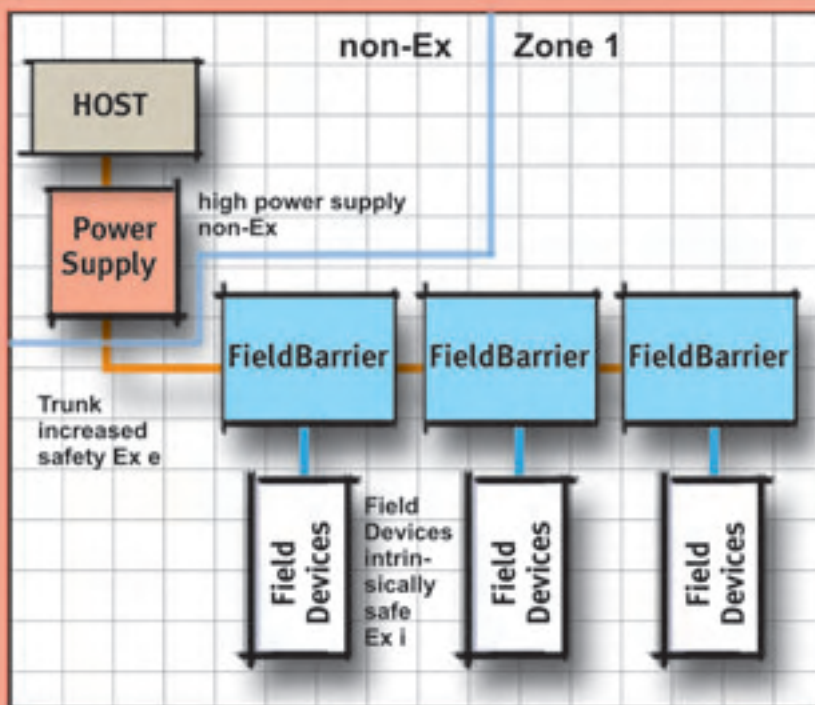 non-Ex
Zone 1
HOST
high power supply
non-Ex
Power
Supply
FieldBarrier
FieldBarrier
FieldBarrier
Trunk
increased
safety Ex e
Field
Devices
Field
Devices
intrin-
sically
safe
Ex i
Field
Devices
Field
Devices